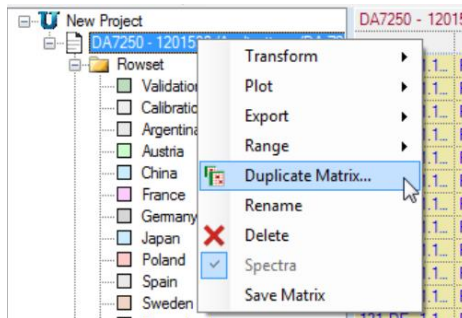 New Project
DA7250 - 1201
DA7250 - 1201
Rowset
Validation
Calibratio
Argentina
Austria
China
France
Germany
Japan
Poland
Spain
Sweden
Transform
Plot
Export
Range
Duplicate Matrix...
Rename
Delete
Spectra
Save Matrix